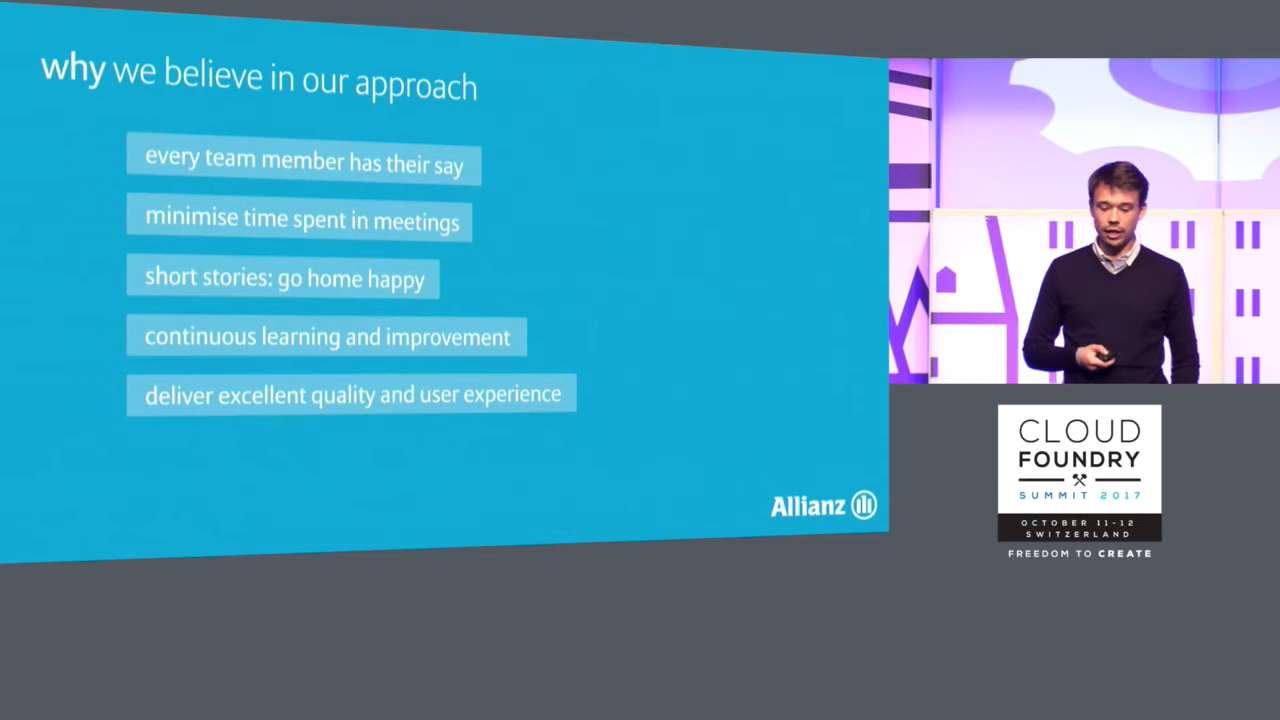 why we believe in our approach
every team member has their say
minimise time spent in meetings
short stories: go home happy
continuous learning and improvement
deliver excellent quality and user experience
Allianz
CLOUD
FOUNDRY
SUMMIT 2017
OCTOBER 11-12
SWITZERLAND
FREEDOM TO CREATE